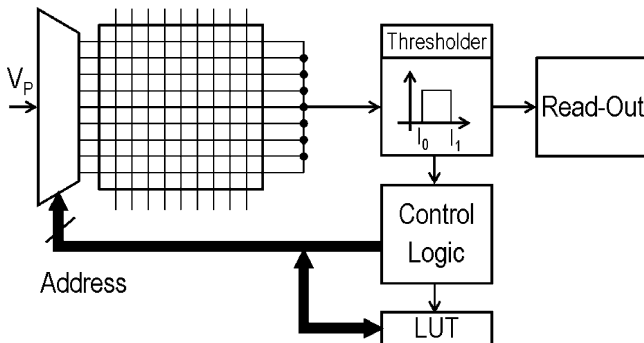 V_P
Thresholder
I_0 I_1
Read-Out
Control
Logic
Address
LUT